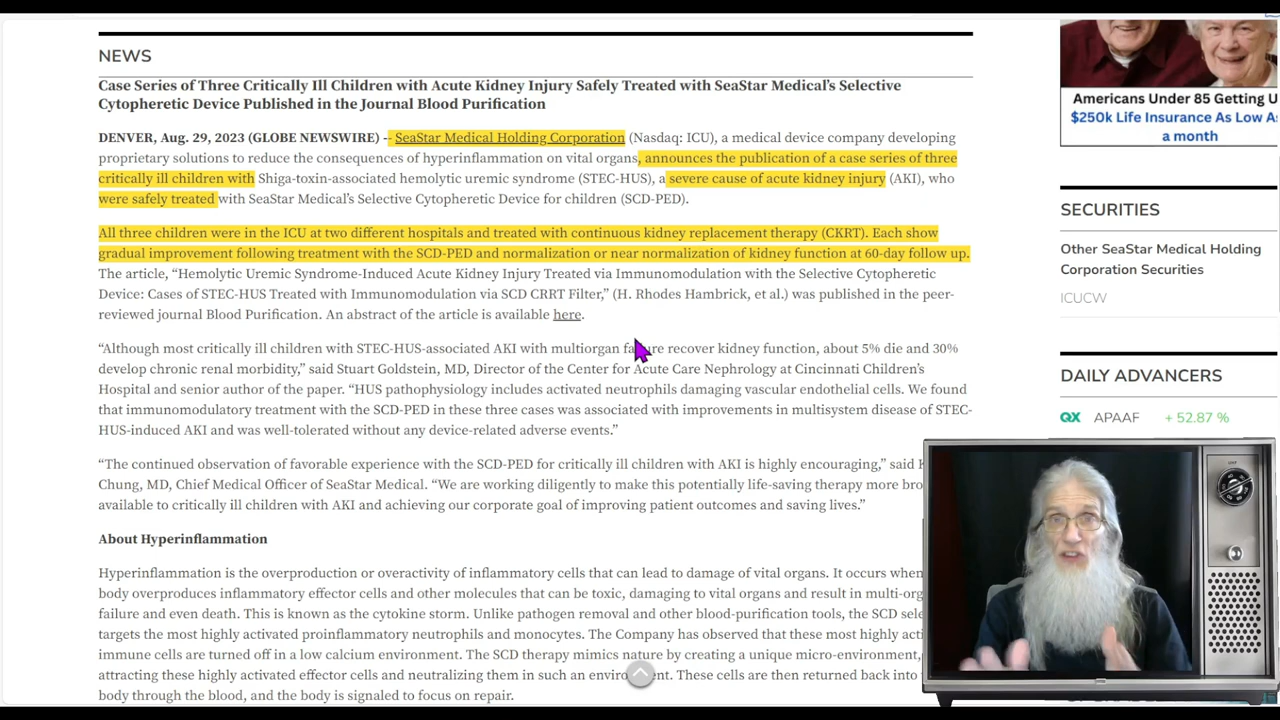 NEWS
Case Series of Three Critically Ill Children with Acute Kidney Injury Safely Treated with SeaStar Medical's Selective
Cytopheretic Device Published in the Journal Blood Purification
DENVER, Aug. 29, 2023 (GLOBE NEWSWIRE) -- SeaStar Medical Holding Corporation (Nasdaq: ICU), a medical device company developing
proprietary solutions to reduce the consequences of hyperinflammation on vital organs, announces the publication of a case series of three
critically ill children with Shiga-toxin-associated hemolytic uremic syndrome (STEC-HUS), a severe cause of acute kidney injury (AKI), who
were safely treated with SeaStar Medical's Selective Cytopheretic Device for children (SCD-PED).
All three children were in the ICU at two different hospitals and treated with continuous kidney replacement therapy (CKRT). Each show
gradual improvement following treatment with the SCD-PED and normalization or near normalization of kidney function at 60-day follow up.
The article, “Hemolytic Uremic Syndrome-Induced Acute Kidney Injury Treated via Immunomodulation with the Selective Cytopheretic
Device: Cases of STEC-HUS Treated with Immunomodulation via SCD CRRT Filter,” (H. Rhodes Hambrick, et al.) was published in the peer-
reviewed journal Blood Purification. An abstract of the article is available here.
“Although most critically ill children with STEC-HUS-associated AKI with multiorgan failure recover kidney function, about 5% die and 30%
develop chronic renal morbidity,” said Stuart Goldstein, MD, Director of the Center for Acute Care Nephrology at Cincinnati Children's
Hospital and senior author of the paper. “HUS pathophysiology includes activated neutrophils damaging vascular endothelial cells. We found
that immunomodulatory treatment with the SCD-PED in these three cases was associated with improvements in multisystem disease of STEC-
HUS-induced AKI and was well-tolerated without any device-related adverse events.”
“The continued observation of favorable experience with the SCD-PED for critically ill children with AKI is highly encouraging,” said
Chung, MD, Chief Medical Officer of SeaStar Medical. “We are working diligently to make this potentially life-saving therapy more
available to critically ill children with AKI and achieving our corporate goal of improving patient outcomes and saving lives.”
About Hyperinflammation
Hyperinflammation is the overproduction or overactivity of inflammatory cells that can lead to damage of vital organs. It occurs when
body overproduces inflammatory effector cells and other molecules that can be toxic, damaging to vital organs and result in
failure and even death. This is known as the cytokine storm. Unlike pathogen removal and other blood-purification tools, the SCD
targets the most highly activated proinflammatory neutrophils and monocytes. The Company has observed that these most highly
immune cells are turned off in a low calcium environment. The SCD therapy mimics nature by creating a unique micro-environment,
attracting these highly activated effector cells and neutralizing them in such an environment. These cells are then returned back into
body through the blood, and the body is signaled to focus on repair.
Americans Under 85 Getting
$250k Life Insurance As Low
a month
SECURITIES
Other SeaStar Medical Holding
Corporation Securities
ICUCW
DAILY ADVANCERS
QX APAAF + 52.87 %